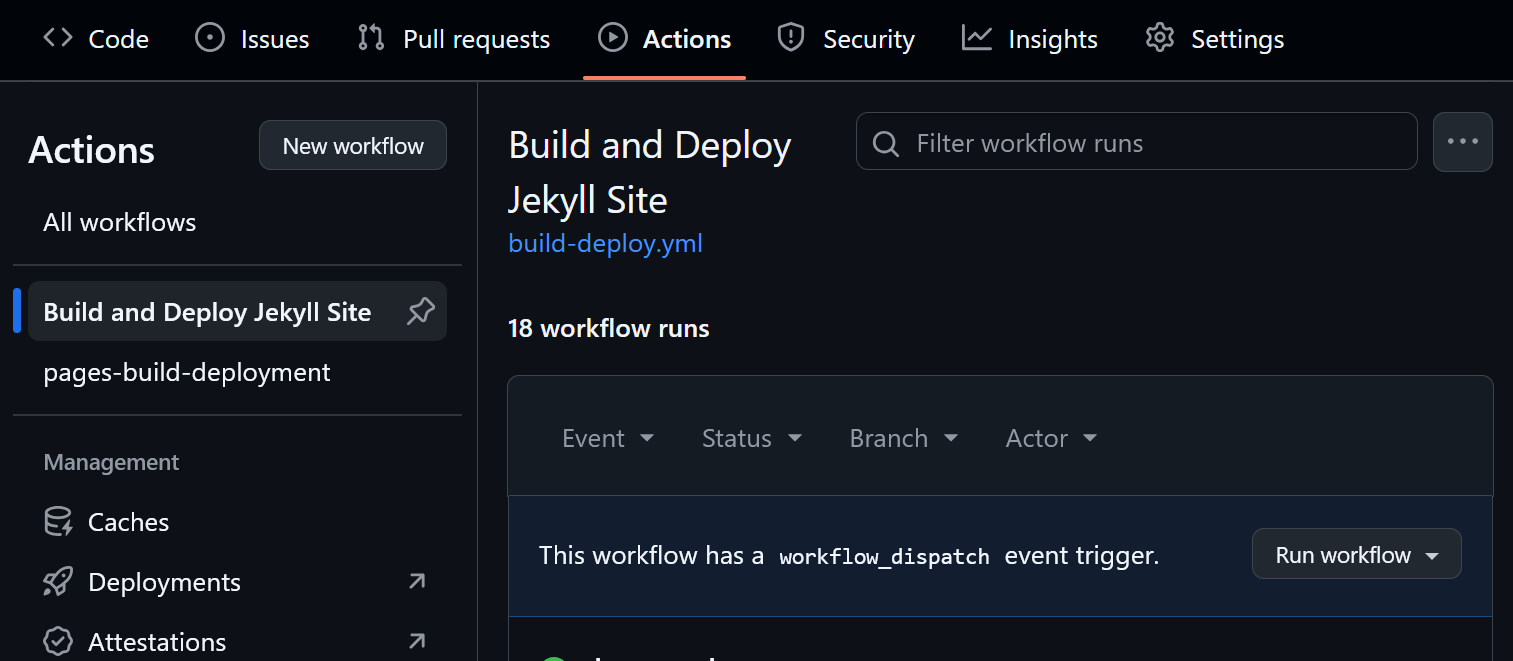 Code Issues Pull requests Actions Security Insights Settings
Actions
New workflow
All workflows
Build and Deploy Jekyll Site
pages-build-deployment
Management
Caches
Deployments
Attestations
Build and Deploy
Jekyll Site
build-deploy.yml
Filter workflow runs
18 workflow runs
Event Status Branch Actor
This workflow has a workflow_dispatch event trigger.
Run workflow